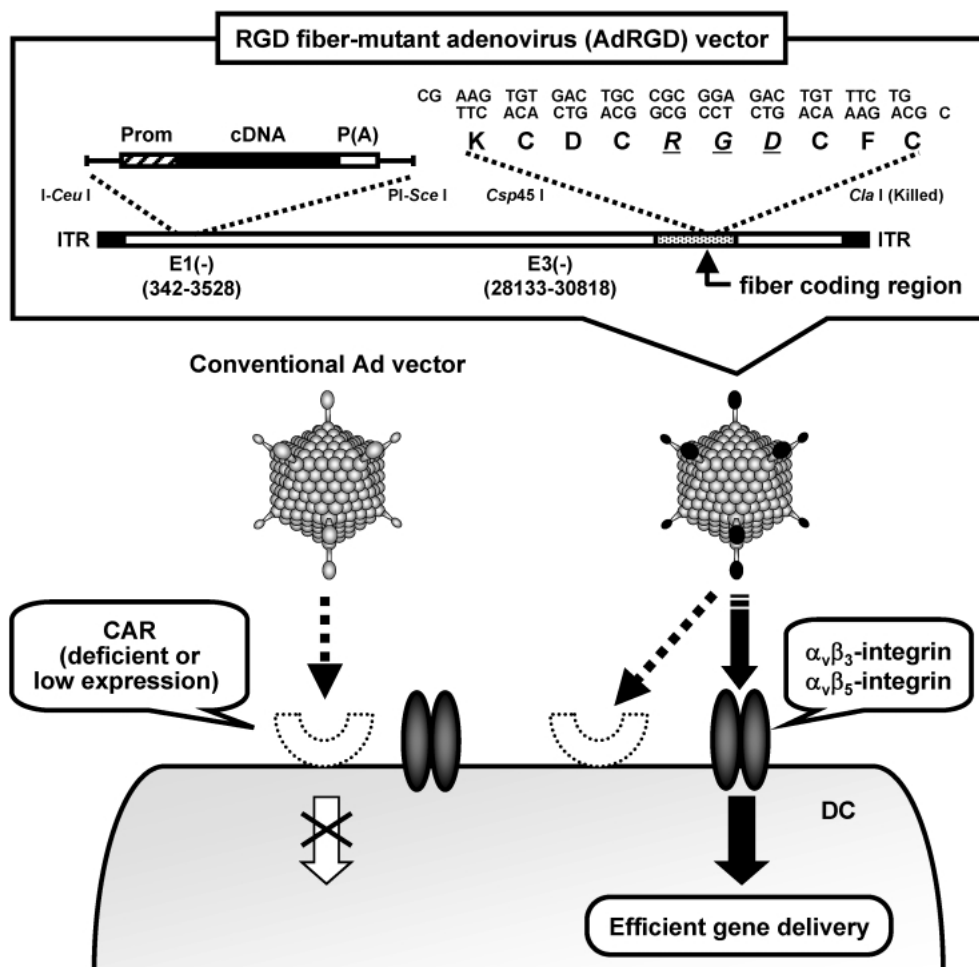 RGD fiber-mutant adenovirus (AdRGD) vector
CG AAG TGT GAC TGC CGC GGA GAC TGT TTC TG
TTC ACA CTG ACG GCG CCT CTG ACA AAG ACG C
K C D C R G D C F C
Prom cDNA P(A)
I-Ceu I PI-Sce I Csp45 I Cla I (Killed)
ITR ITR
E1(-) E3(-)
(342-3528) (28133-30818)
fiber coding region
Conventional Ad vector
CAR
(deficient or
low expression)
αvβ3-integrin
αvβ5-integrin
DC
Efficient gene delivery